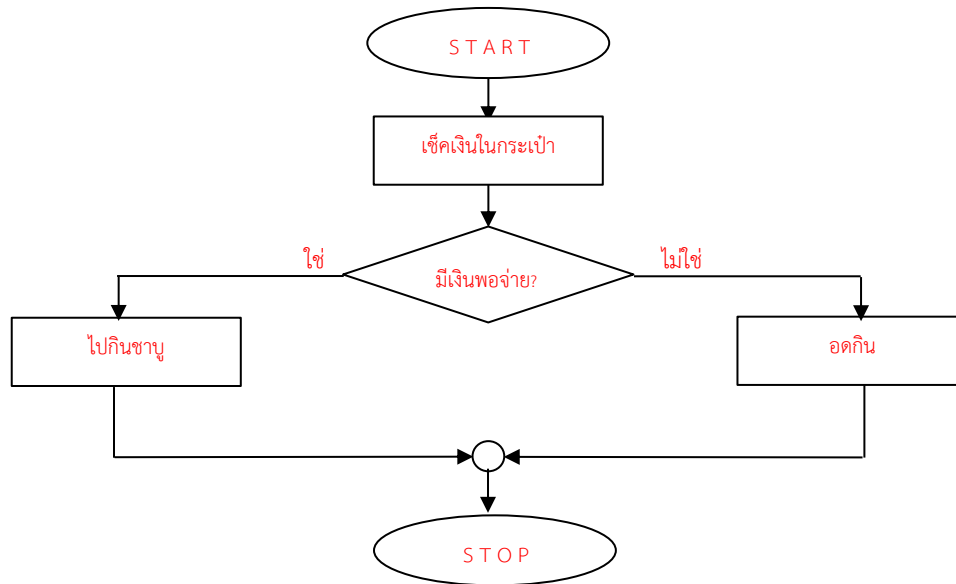 S T A R T
เช็คเงินในกระเป๋า
ใช่
ไม่ใช่
มีเงินพอจ่าย?
ไปกินชาบู
อดกิน
S T O P